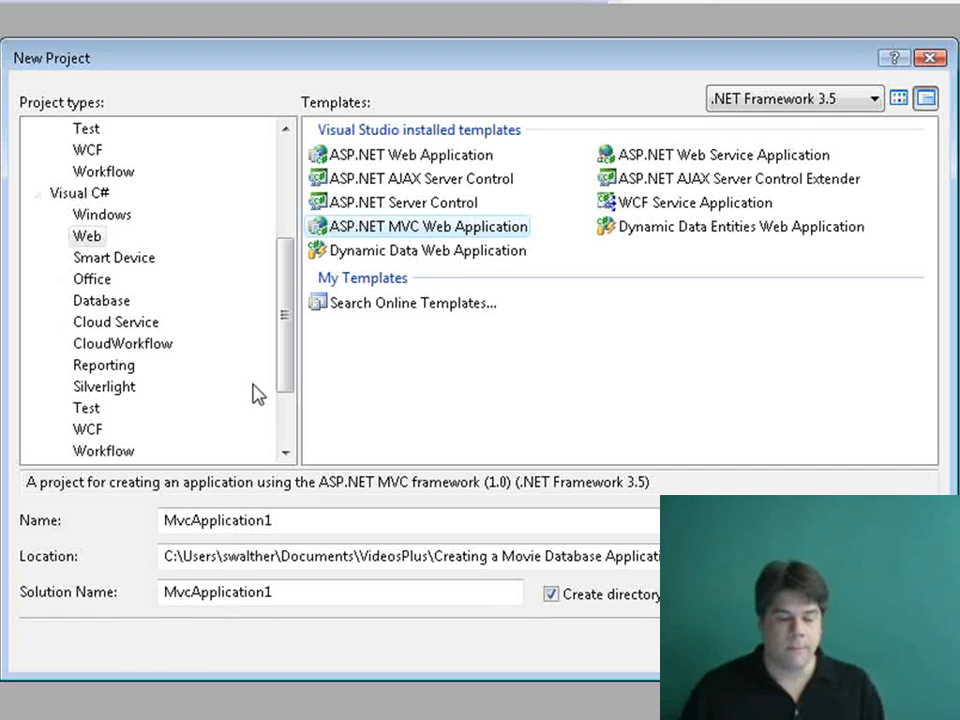 New Project
Project types:
Templates:
.NET Framework 3.5
Test
WCF
Workflow
Visual C#
Windows
Web
Smart Device
Office
Database
Cloud Service
CloudWorkflow
Reporting
Silverlight
Test
WCF
Workflow
Visual Studio installed templates
ASP.NET Web Application
ASP.NET Web Service Application
ASP.NET AJAX Server Control
ASP.NET AJAX Server Control Extender
ASP.NET Server Control
WCF Service Application
ASP.NET MVC Web Application
Dynamic Data Entities Web Application
Dynamic Data Web Application
My Templates
Search Online Templates...
A project for creating an application using the ASP.NET MVC framework (1.0) (.NET Framework 3.5)
Name:
MvcApplication1
Location:
C:\Users\swalther\Documents\VideosPlus\Creating a Movie Database Applicati
Solution Name:
MvcApplication1
Create directory